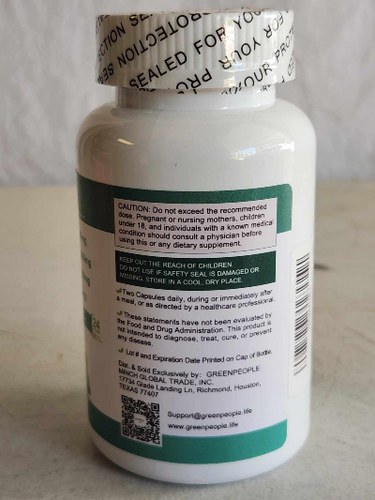 SEALED FOR YOU
CAUTION: Do not exceed the recommended
dose. Pregnant or nursing mothers, children
under 18, and individuals with a known medical
condition should consult a physician before
using this or any dietary supplement.
KEEP OUT THE REACH OF CHILDREN.
DO NOT USE IF SAFETY SEAL IS DAMAGED OR
MISSING. STORE IN A COOL, DRY PLACE.
Two Capsules daily, during or immediately after
a meal, or as directed by a healthcare professional.
These statements have not been evaluated by
the Food and Drug Administration. This product is
not intended to diagnose, treat, cure, or prevent
any disease.
Lot # and Expiration Date Printed on Cap of Bottle.
Dist. & Sold Exclusively by: GREENPEOPLE
MINCH GLOBAL TRADE, INC.
17734 Glade Landing Ln, Richmond, Houston,
TEXAS 77407
Support@greenpeople.life
www.greenpeople.life